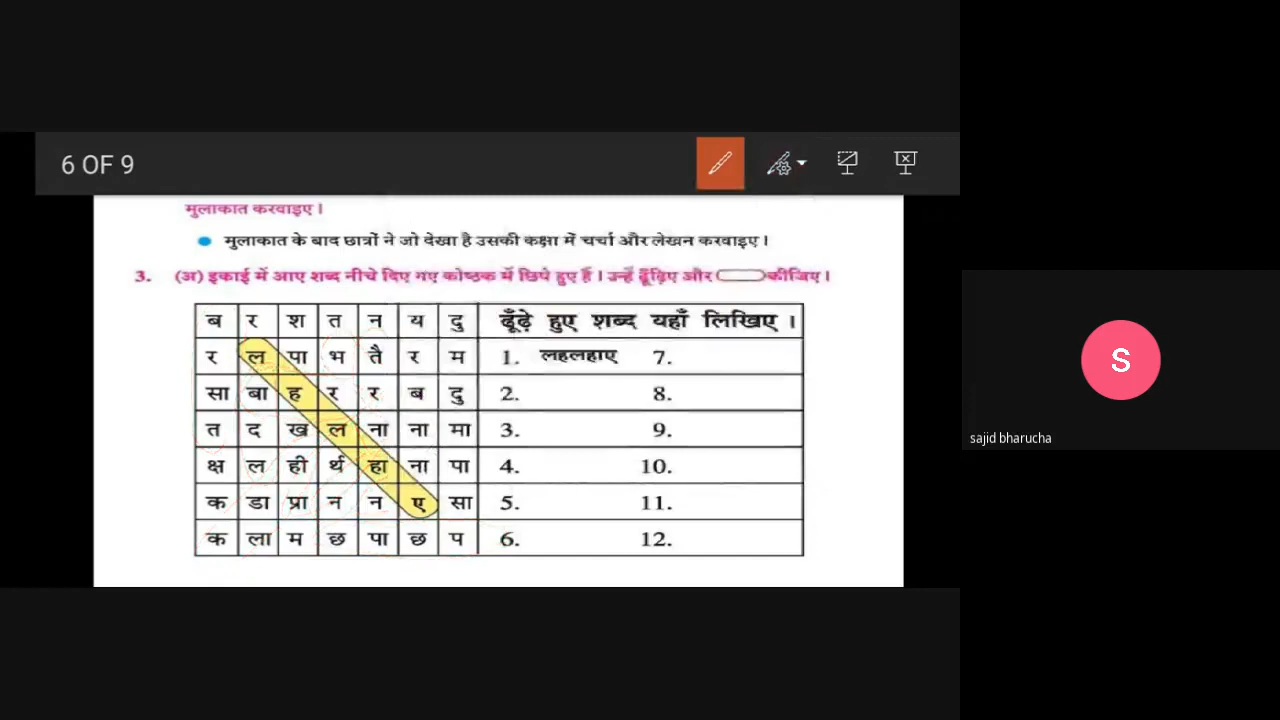 6 OF 9
मुलाकात करवाइए ।
मुलाकात के बाद छात्रों ने जो देखा है उसकी कक्षा में चर्चा और लेखन करवाइए ।
3. (अ) इकाई में आए शब्द नीचे दिए गए कोष्ठक में छिपे हुए हैं । उन्हें ढूँढ़िए और कीजिए ।
ब र श त न य दु ढूँढ़े हुए शब्द यहाँ लिखिए ।
र ल पा भ तै र म 1. लहलहाए 7.
सा बा ह र र ब दु 2. 8.
त द ख ल ना ना मा 3. 9.
क्ष ल ही र्थ हा ना पा 4. 10.
क डा प्रा न न ए सा 5. 11.
क ला म छ पा छ प 6. 12.
S
sajid bharucha